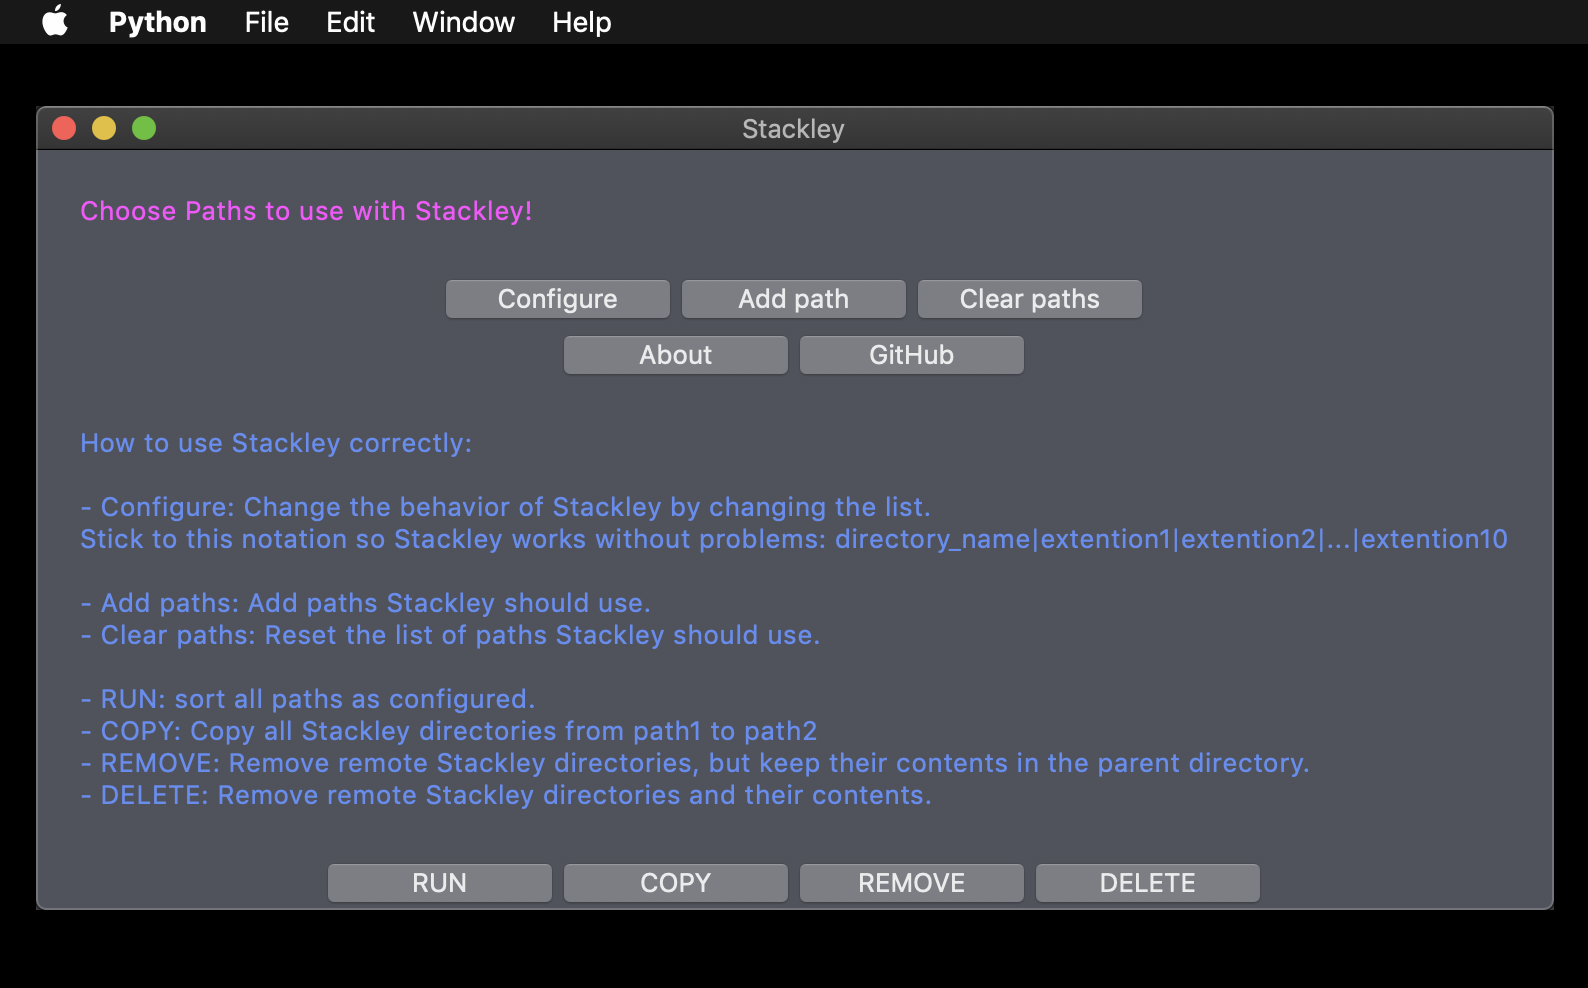 Python File Edit Window Help
Stackley
Choose Paths to use with Stackley!
Configure Add path Clear paths
About GitHub
How to use Stackley correctly:
- Configure: Change the behavior of Stackley by changing the list.
Stick to this notation so Stackley works without problems: directory_name|extention1|extention2|...|extention10
- Add paths: Add paths Stackley should use.
- Clear paths: Reset the list of paths Stackley should use.
- RUN: sort all paths as configured.
- COPY: Copy all Stackley directories from path1 to path2
- REMOVE: Remove remote Stackley directories, but keep their contents in the parent directory.
- DELETE: Remove remote Stackley directories and their contents.
RUN COPY REMOVE DELETE